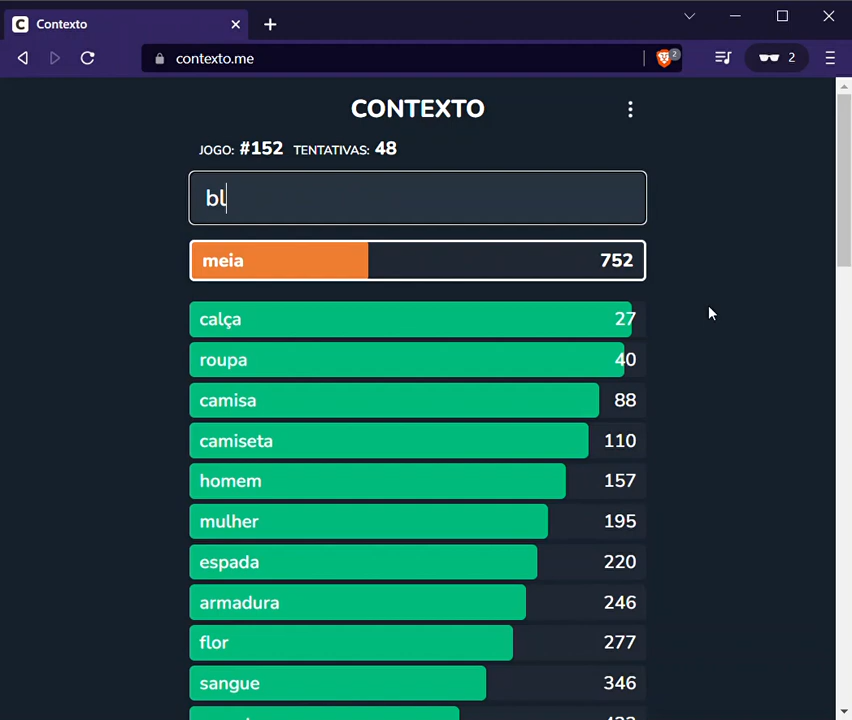 C Contexto
contexto.me
2
2
CONTEXTO
JOGO: #152 TENTATIVAS: 48
bl
meia 752
calça 27
roupa 40
camisa 88
camiseta 110
homem 157
mulher 195
espada 220
armadura 246
flor 277
sangue 346